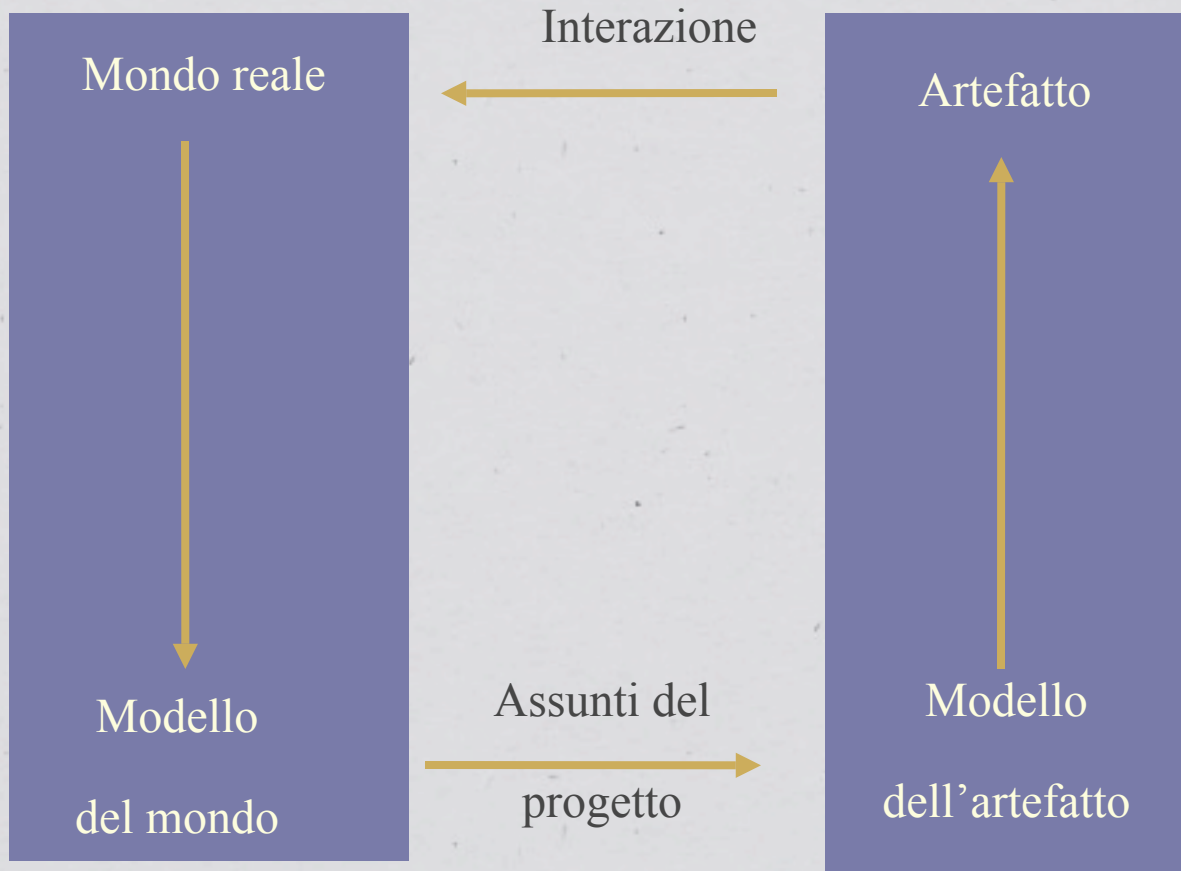 Interazione
Mondo reale
Artefatto
Modello
del mondo
Assunti del
progetto
Modello
dell’artefatto